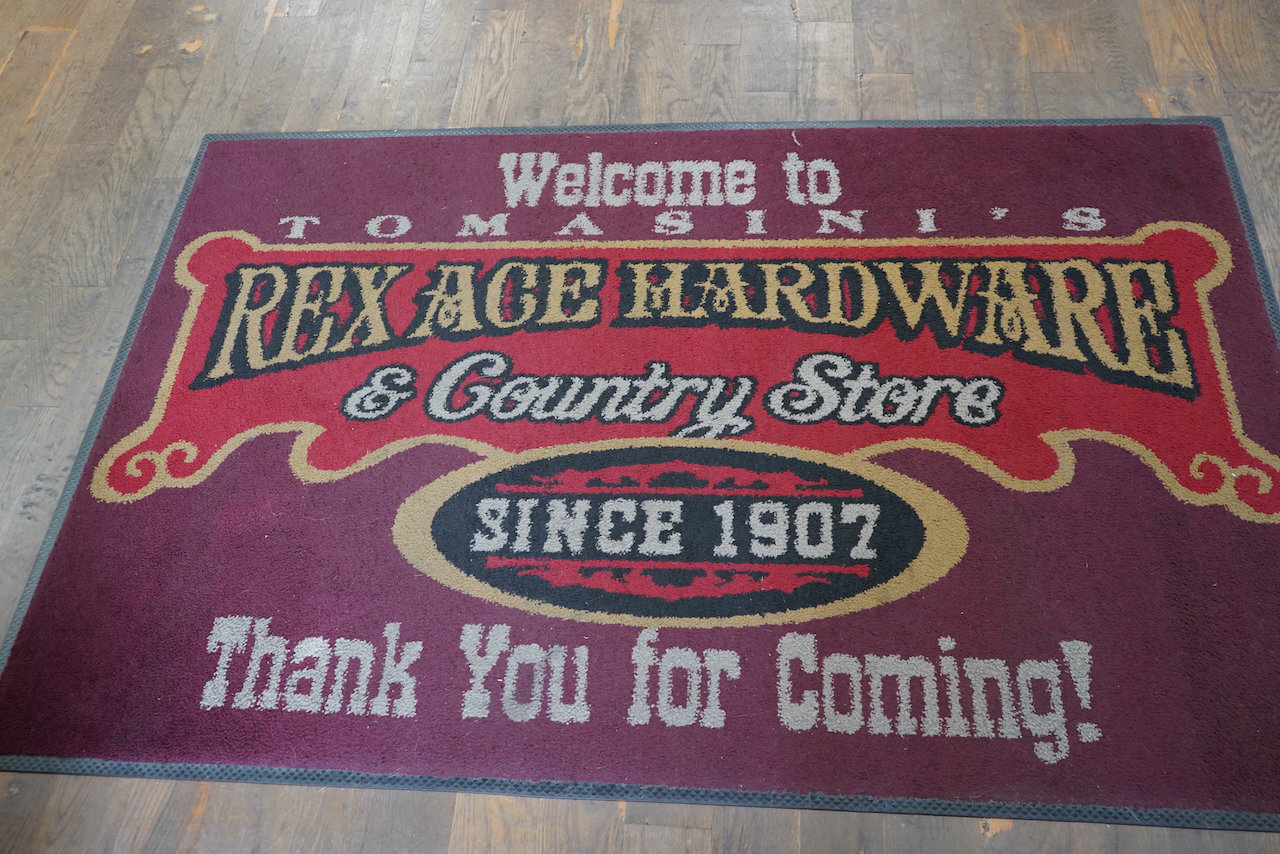 Welcome to
TOMASINI'S
REX ACE HARDWARE
& Country Store
SINCE 1907
Thank You for Coming!